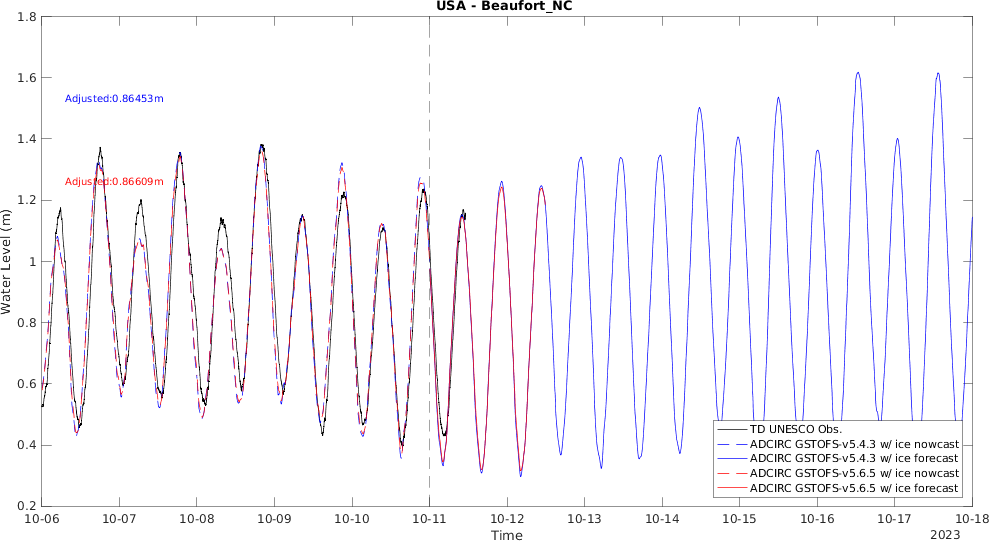 USA - Beaufort_NC
1.8
1.6
1.4
1.2
1
0.8
0.6
0.4
0.2
Water Level (m)
Adjusted:0.86453m
Adjusted:0.86609m
TD UNESCO Obs.
ADCIRC GSTOFS-v5.4.3 w/ ice nowcast
ADCIRC GSTOFS-v5.4.3 w/ ice forecast
ADCIRC GSTOFS-v5.6.5 w/ ice nowcast
ADCIRC GSTOFS-v5.6.5 w/ ice forecast
10-06 10-07 10-08 10-09 10-10 10-11 10-12 10-13 10-14 10-15 10-16 10-17 10-18
Time
2023